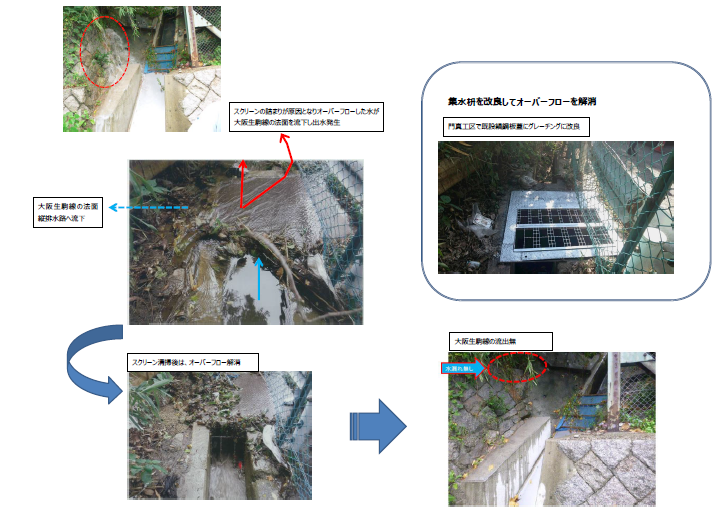 スクリーンの詰まりが原因となりオーバーフローした水が
大阪生駒線の法面を流下し出水発生
集水枡を改良してオーバーフローを解消
門真工区で既設縞鋼板蓋にグレーチングに改良
大阪生駒線の法面
縦排水路へ流下
スクリーン清掃後は、オーバーフロー解消
大阪生駒線の流出無
水漏れ無し